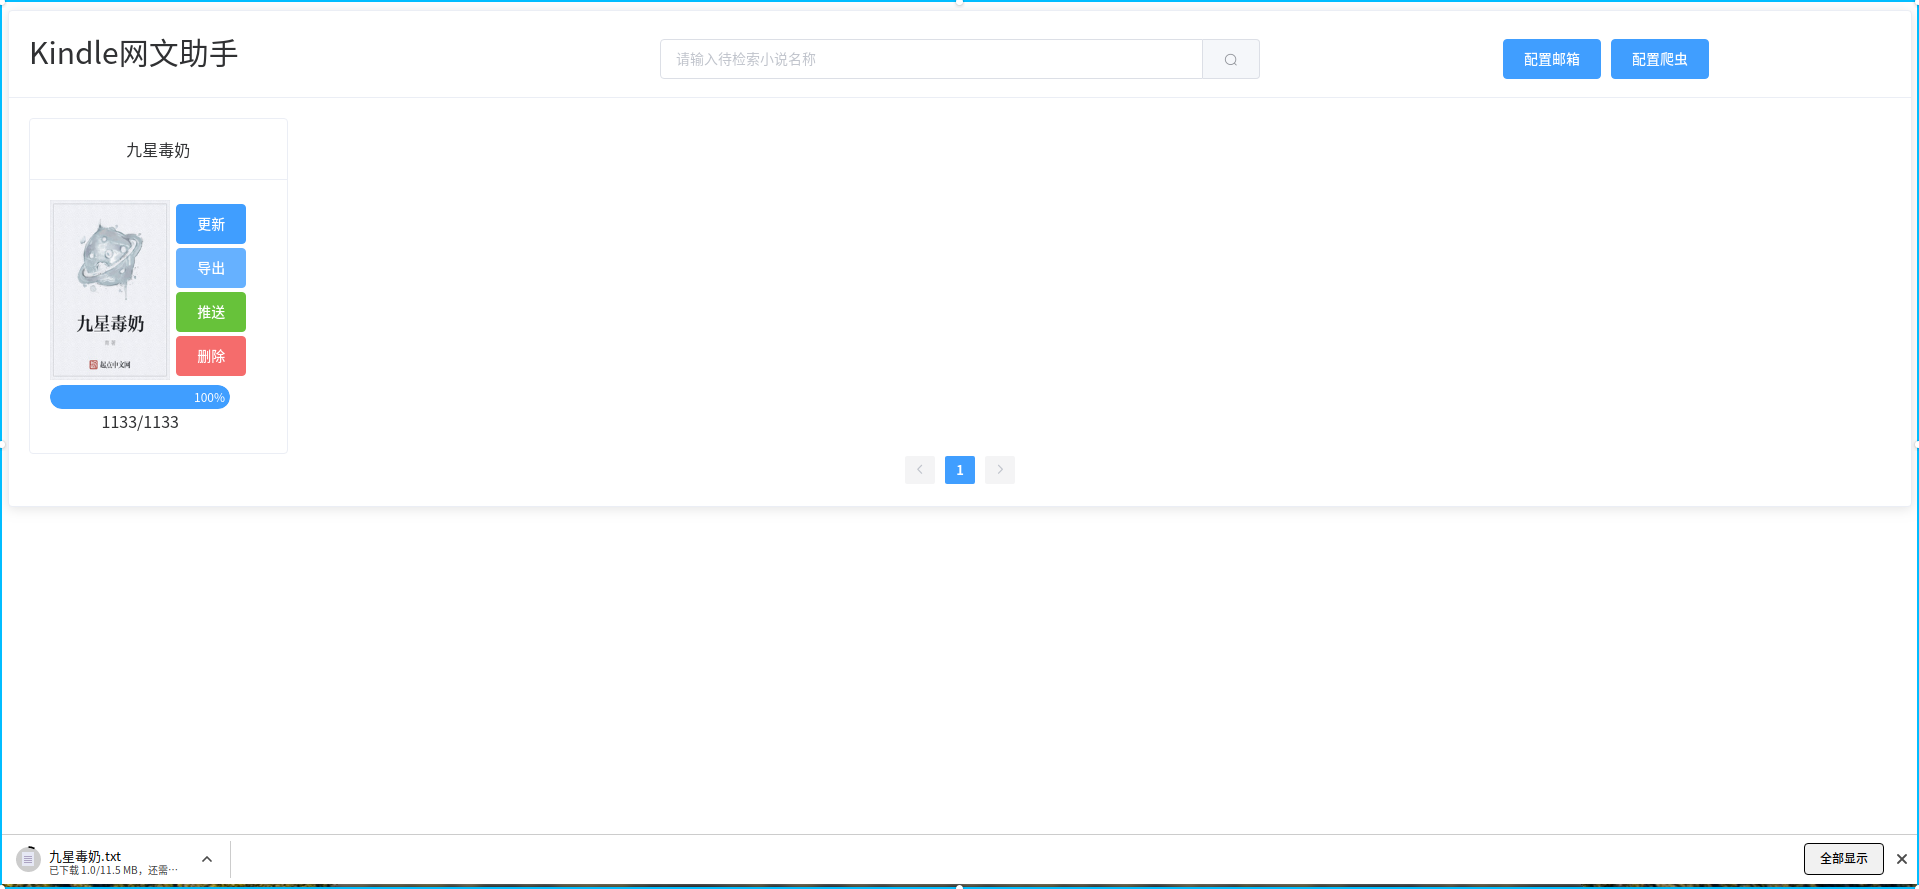 Kindle网文助手
请输入待检索小说名称
配置邮箱
配置爬虫
九星毒奶
九星毒奶
起点中文网
更新
导出
推送
删除
100%
1133/1133
1
九星毒奶.txt
已下载 1.0/11.5 MB，还需…
全部显示